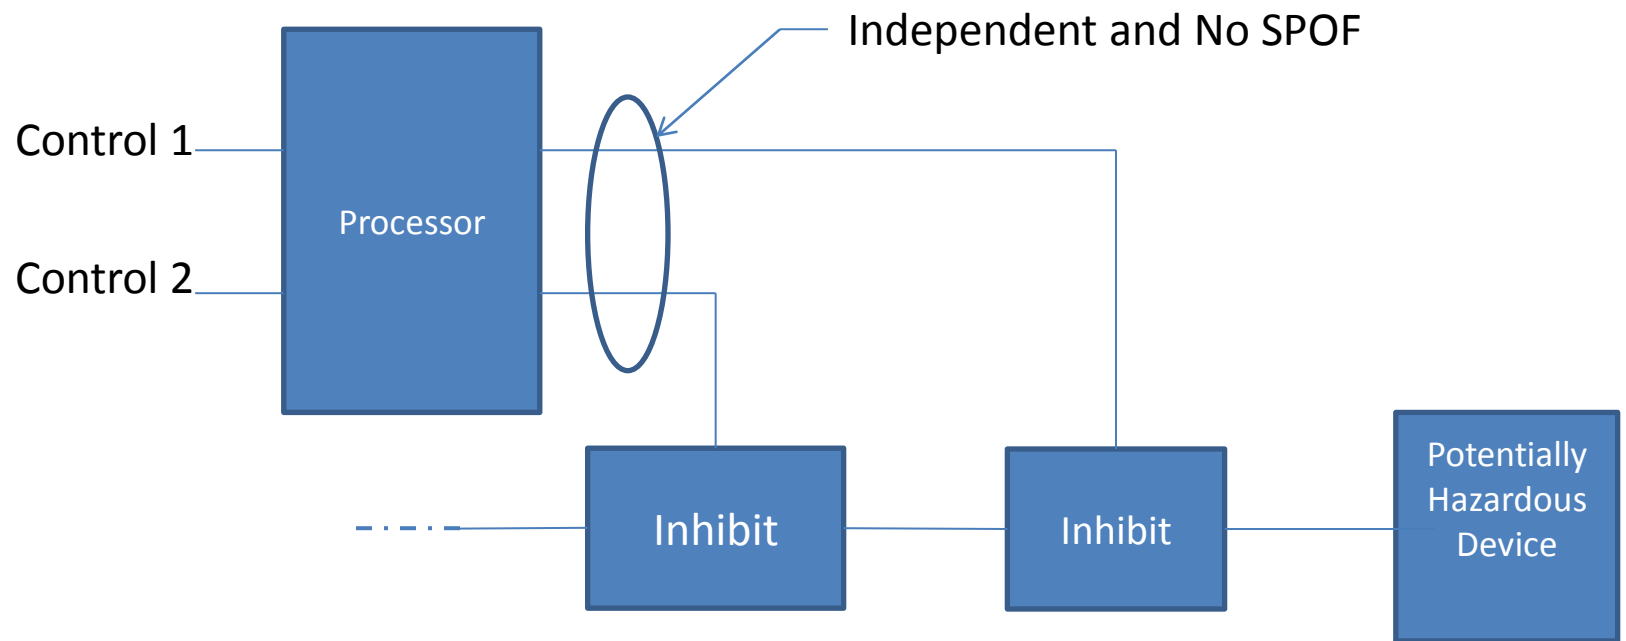 Independent and No SPOF
Control 1
Processor
Control 2
Inhibit
Inhibit
Potentially
Hazardous
Device